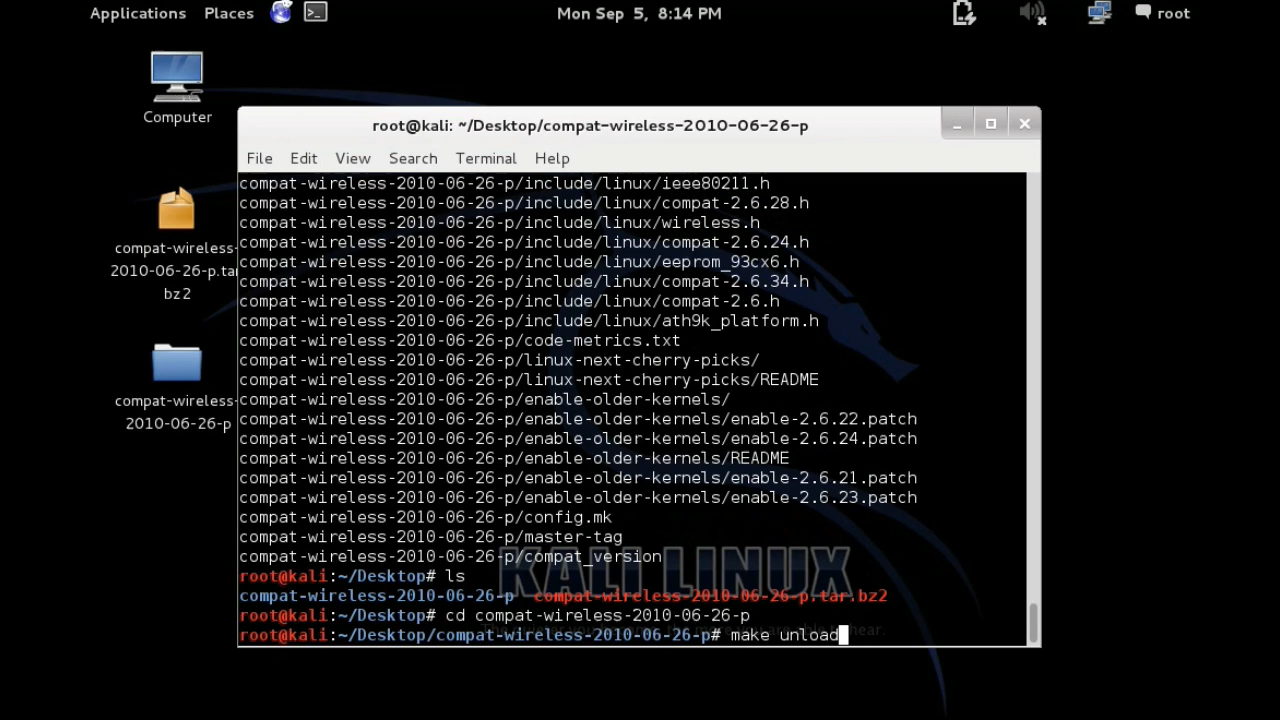 Applications Places Mon Sep 5, 8:14 PM root
Computer
compat-wireless-
2010-06-26-p.tar
bz2
compat-wireless-
2010-06-26-p
root@kali: ~/Desktop/compat-wireless-2010-06-26-p
File Edit View Search Terminal Help
compat-wireless-2010-06-26-p/include/linux/ieee80211.h
compat-wireless-2010-06-26-p/include/linux/compat-2.6.28.h
compat-wireless-2010-06-26-p/include/linux/wireless.h
compat-wireless-2010-06-26-p/include/linux/compat-2.6.24.h
compat-wireless-2010-06-26-p/include/linux/eeprom_93cx6.h
compat-wireless-2010-06-26-p/include/linux/compat-2.6.34.h
compat-wireless-2010-06-26-p/include/linux/compat-2.6.h
compat-wireless-2010-06-26-p/include/linux/ath9k_platform.h
compat-wireless-2010-06-26-p/code-metrics.txt
compat-wireless-2010-06-26-p/linux-next-cherry-picks/
compat-wireless-2010-06-26-p/linux-next-cherry-picks/README
compat-wireless-2010-06-26-p/enable-older-kernels/
compat-wireless-2010-06-26-p/enable-older-kernels/enable-2.6.22.patch
compat-wireless-2010-06-26-p/enable-older-kernels/enable-2.6.24.patch
compat-wireless-2010-06-26-p/enable-older-kernels/README
compat-wireless-2010-06-26-p/enable-older-kernels/enable-2.6.21.patch
compat-wireless-2010-06-26-p/enable-older-kernels/enable-2.6.23.patch
compat-wireless-2010-06-26-p/config.mk
compat-wireless-2010-06-26-p/master-tag
compat-wireless-2010-06-26-p/compat_version
root@kali:~/Desktop# ls
compat-wireless-2010-06-26-p compat-wireless-2010-06-26-p.tar.bz2
root@kali:~/Desktop# cd compat-wireless-2010-06-26-p
root@kali:~/Desktop/compat-wireless-2010-06-26-p# make unload
KALI LINUX